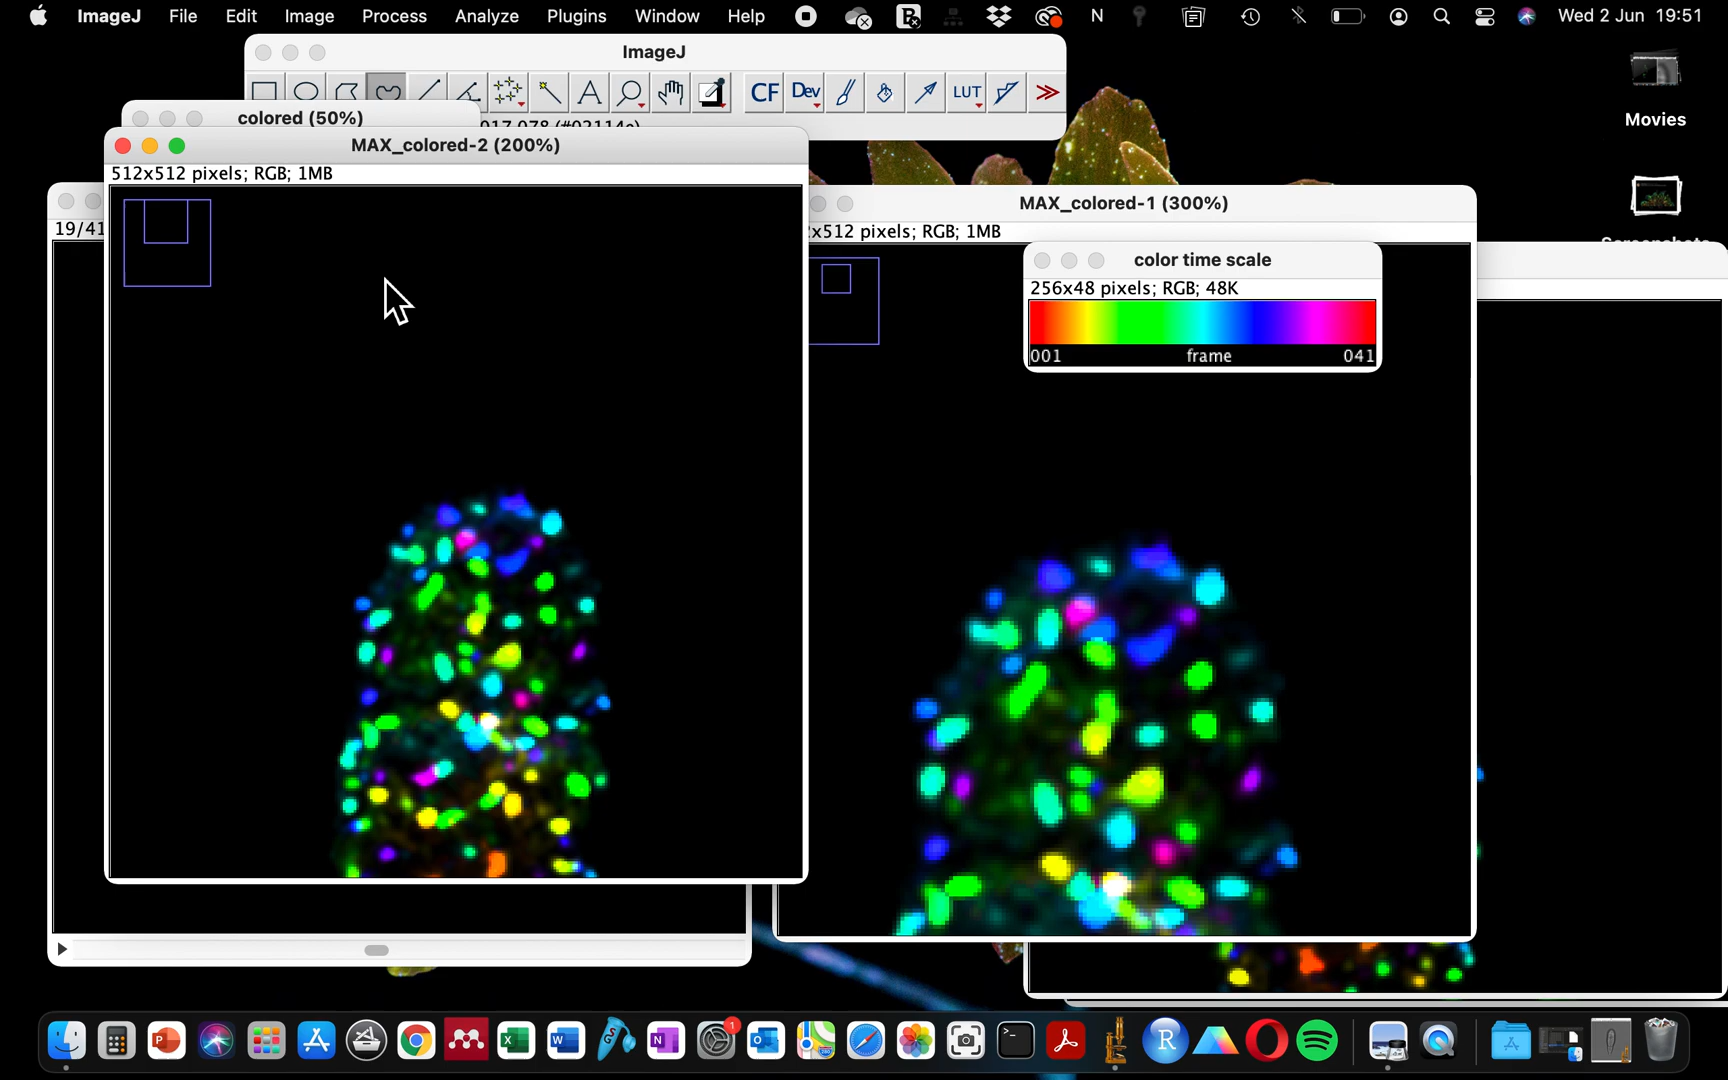 ImageJ File Edit Image Process Analyze Plugins Window Help N Wed 2 Jun 19:51
ImageJ
A CF Dev LUT
colored (50%)
MAX_colored-2 (200%)
512x512 pixels; RGB; 1MB
19/41
MAX_colored-1 (300%)
x512 pixels; RGB; 1MB
color time scale
256x48 pixels; RGB; 48K
001 frame 041
Movies
1